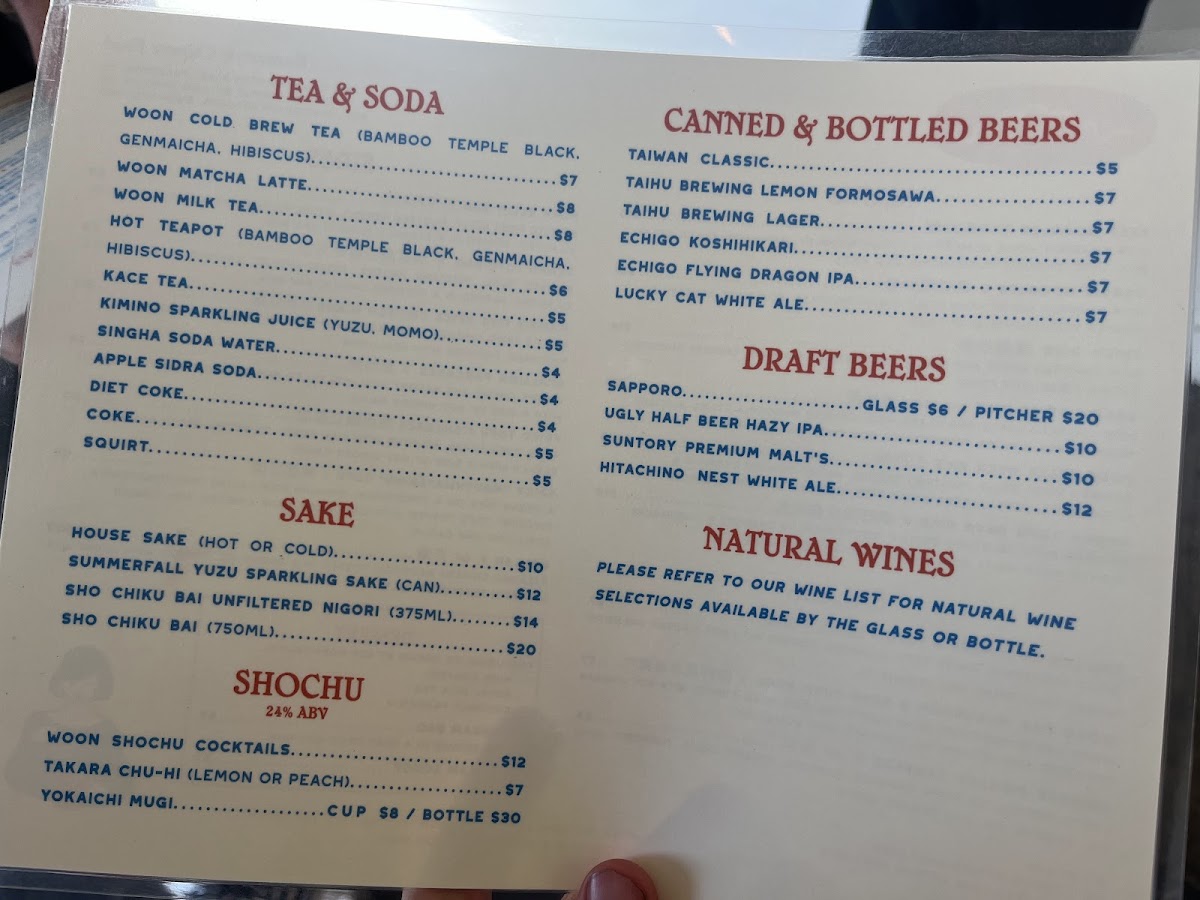 TEA & SODA
WOON COLD BREW TEA (BAMBOO TEMPLE BLACK,
GENMAICHA, HIBISCUS)........................................$7
WOON MATCHA LATTE........................................$8
WOON MILK TEA........................................$8
HOT TEAPOT (BAMBOO TEMPLE BLACK, GENMAICHA,
HIBISCUS)........................................$6
KACE TEA........................................$5
KIMINO SPARKLING JUICE (YUZU, MOMO)..............$5
SINGHA SODA WATER........................................$4
APPLE SIDRA SODA........................................$4
DIET COKE........................................$4
COKE........................................$5
SQUIRT........................................$5
SAKE
HOUSE SAKE (HOT OR COLD)..........................$10
SUMMERFALL YUZU SPARKLING SAKE (CAN)..........$12
SHO CHIKU BAI UNFILTERED NIGORI (375ML)........$14
SHO CHIKU BAI (750ML)................................$20
SHOCHU
24% ABV
WOON SHOCHU COCKTAILS..............................$12
TAKARA CHU-HI (LEMON OR PEACH)......................$7
YOKAICHI MUGI...................CUP $8 / BOTTLE $30
CANNED & BOTTLED BEERS
TAIWAN CLASSIC........................................$5
TAIHU BREWING LEMON FORMOSAWA....................$7
TAIHU BREWING LAGER..................................$7
ECHIGO KOSHIHIKARI....................................$7
ECHIGO FLYING DRAGON IPA.............................$7
LUCKY CAT WHITE ALE...................................$7
DRAFT BEERS
SAPPORO......................GLASS $6 / PITCHER $20
UGLY HALF BEER HAZY IPA..............................$10
SUNTORY PREMIUM MALT'S..............................$10
HITACHINO NEST WHITE ALE............................$12
NATURAL WINES
PLEASE REFER TO OUR WINE LIST FOR NATURAL WINE
SELECTIONS AVAILABLE BY THE GLASS OR BOTTLE.